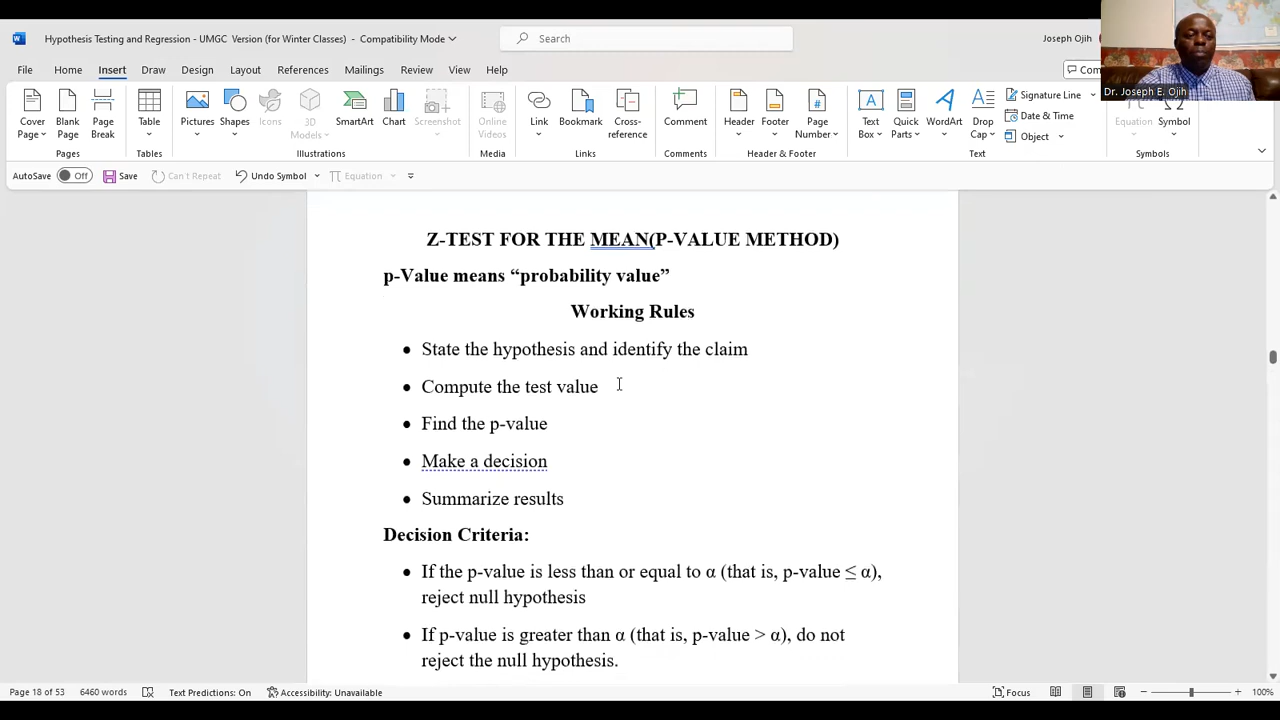 Hypothesis Testing and Regression - UMGC Version (for Winter Classes) - Compatibility Mode
Search
Joseph Ojih
Dr. Joseph E. Ojih
File Home Insert Draw Design Layout References Mailings Review View Help
Cover Page
Blank Page
Page Break
Pages
Table
Tables
Pictures
Shapes
Icons
3D Models
SmartArt
Chart
Screenshot
Illustrations
Online Videos
Media
Link
Bookmark
Cross-reference
Links
Comment
Comments
Header
Footer
Page Number
Header & Footer
Text Box
Quick Parts
WordArt
Drop Cap
Signature Line
Date & Time
Object
Text
Equation
Symbol
Symbols
AutoSave Off Save Can't Repeat Undo Symbol Equation
Z-TEST FOR THE MEAN(P-VALUE METHOD)
p-Value means “probability value”
Working Rules
• State the hypothesis and identify the claim
• Compute the test value
• Find the p-value
• Make a decision
• Summarize results
Decision Criteria:
• If the p-value is less than or equal to α (that is, p-value ≤ α),
reject null hypothesis
• If p-value is greater than α (that is, p-value > α), do not
reject the null hypothesis.
Page 18 of 53 6460 words Text Predictions: On Accessibility: Unavailable Focus 100%